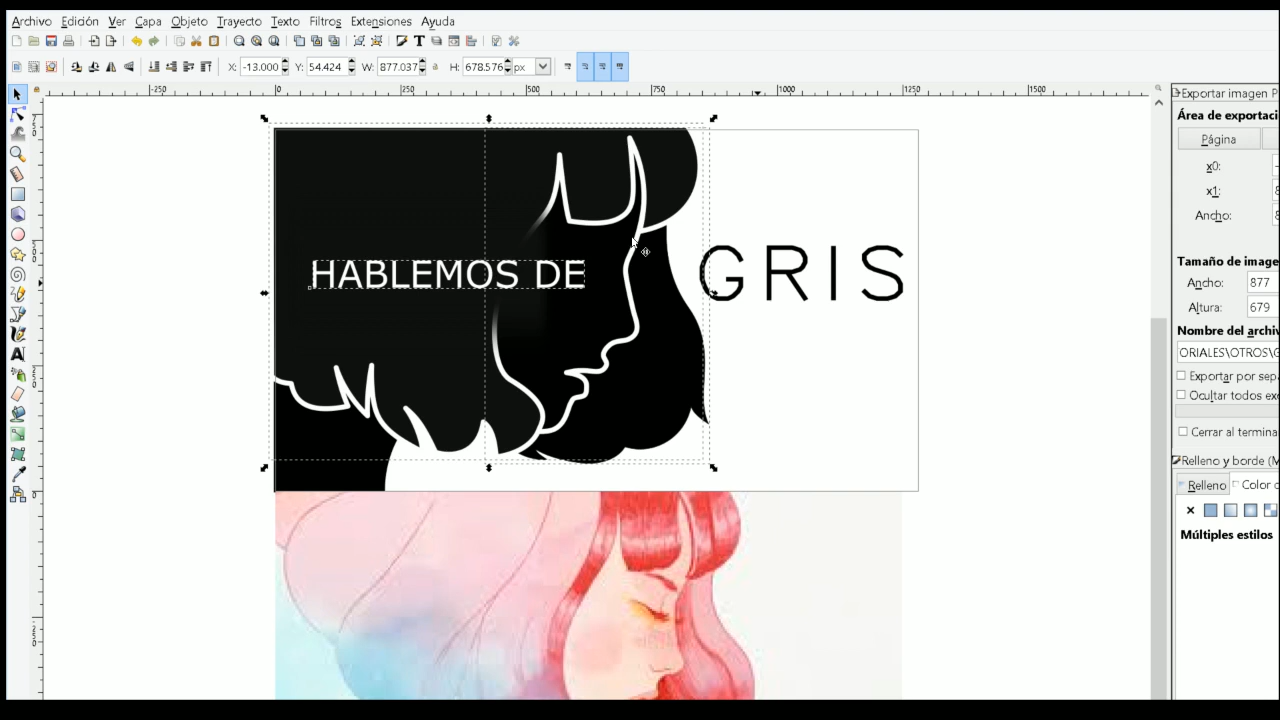 Archivo Edición Ver Capa Objeto Trayecto Texto Filtros Extensiones Ayuda
X: -13.000 Y: 54.424 W: 877.037 H: 678.576 px
-250 0 250 500 750 1000 1250 1500
Exportar imagen P
Área de exportaci
Página
x0:
x1:
Ancho:
Tamaño de image
Ancho: 877
Altura: 679
Nombre del archiv
ORIALES\OTROS\G
Exportar por sep
Ocultar todos exc
Cerrar al termina
Relleno y borde (M
Relleno Color d
Múltiples estilos
HABLEMOS DE
GRIS